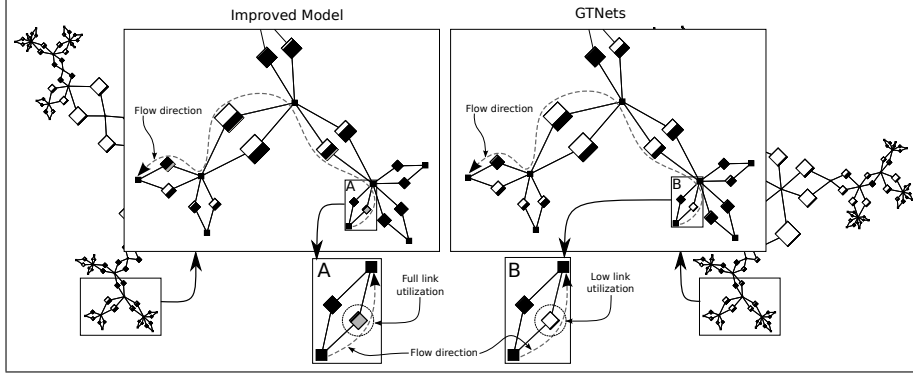 Improved Model
GTNets
Flow direction
Flow direction
A
B
A
Full link
utilization
B
Low link
utilization
Flow direction